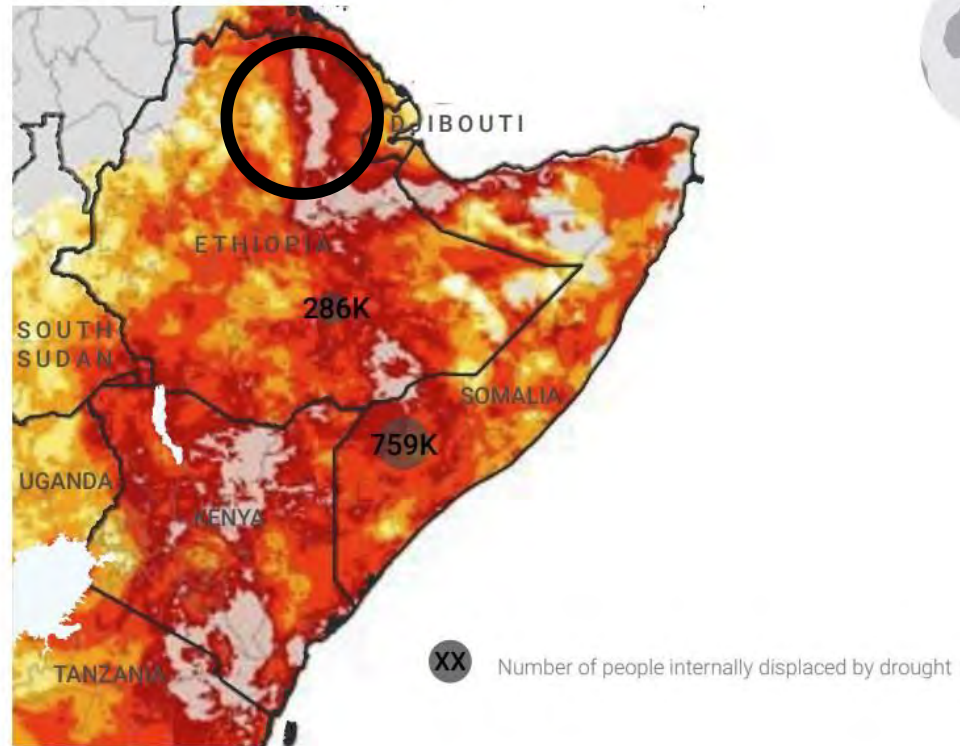 DJIBOUTI
ETHIOPIA
286K
SOUTH
SUDAN
SOMALIA
759K
UGANDA
KENYA
XX Number of people internally displaced by drought
TANZANIA